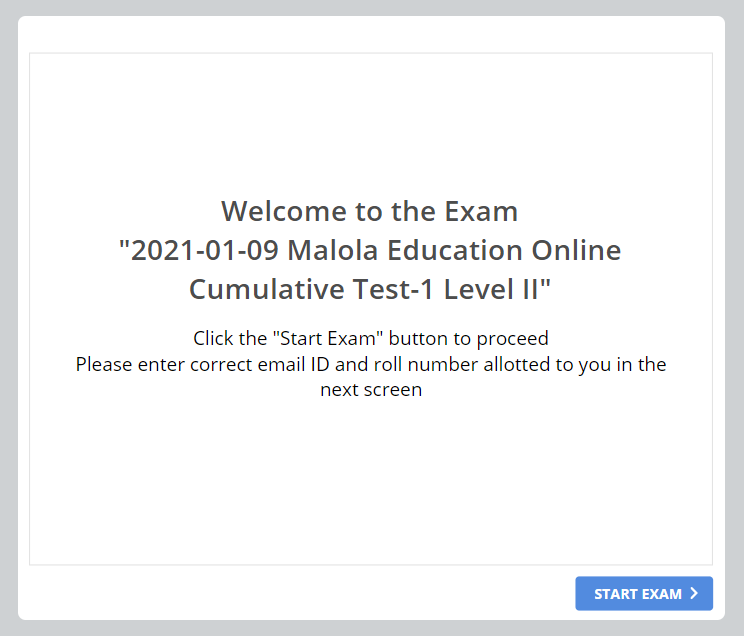 Welcome to the Exam
"2021-01-09 Malola Education Online
Cumulative Test-1 Level II"
Click the "Start Exam" button to proceed
Please enter correct email ID and roll number allotted to you in the
next screen
START EXAM